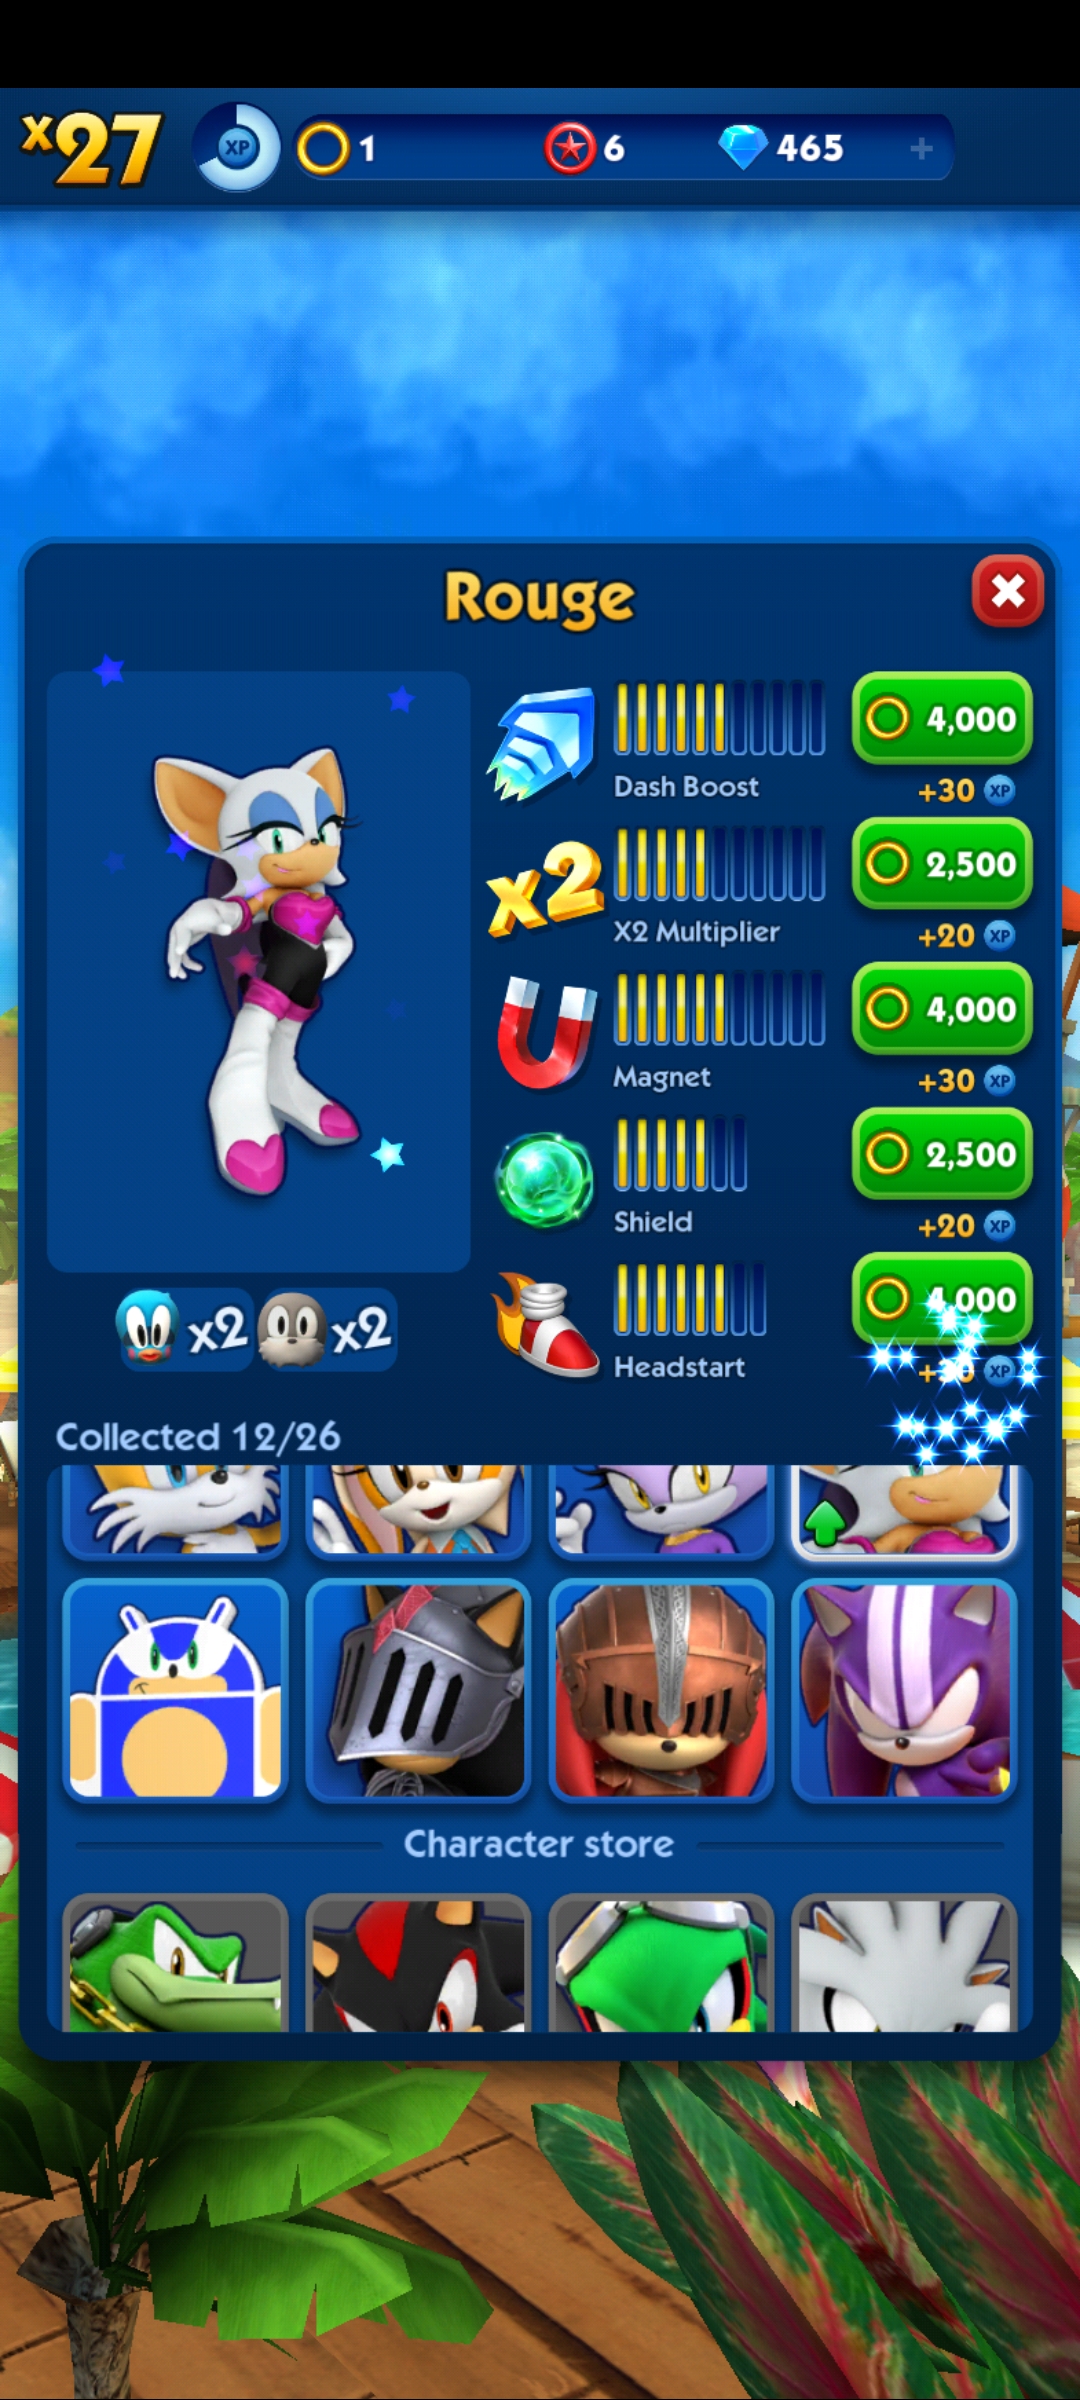 x27
XP
1
6
465
Rouge
4,000
Dash Boost
+30 XP
x2
2,500
X2 Multiplier
+20 XP
4,000
Magnet
+30 XP
2,500
Shield
+20 XP
4,000
Headstart
+30 XP
x2 x2
Collected 12/26
Character store